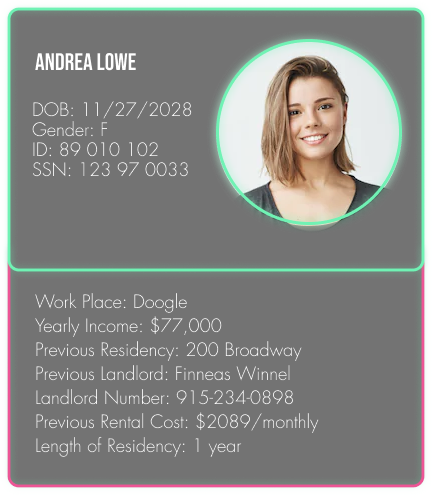 ANDREA LOWE
DOB: 11/27/2028
Gender: F
ID: 89 010 102
SSN: 123 97 0033
Work Place: Doogle
Yearly Income: $77,000
Previous Residency: 200 Broadway
Previous Landlord: Finneas Winnel
Landlord Number: 915-234-0898
Previous Rental Cost: $2089/monthly
Length of Residency: 1 year